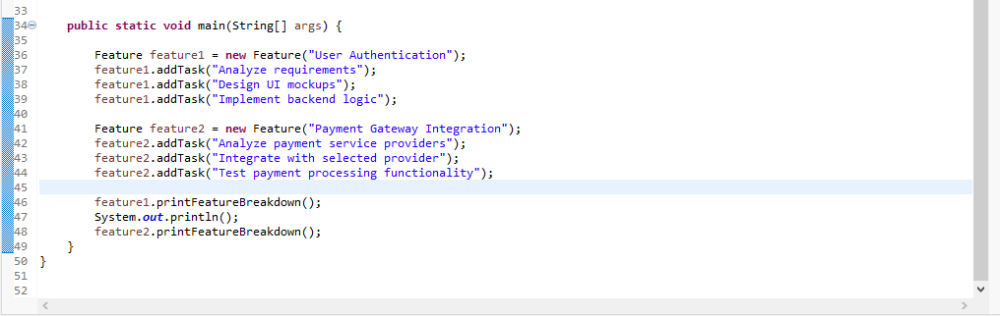 33
34 public static void main(String[] args) {
35
36 Feature feature1 = new Feature("User Authentication");
37 feature1.addTask("Analyze requirements");
38 feature1.addTask("Design UI mockups");
39 feature1.addTask("Implement backend logic");
40
41 Feature feature2 = new Feature("Payment Gateway Integration");
42 feature2.addTask("Analyze payment service providers");
43 feature2.addTask("Integrate with selected provider");
44 feature2.addTask("Test payment processing functionality");
45
46 feature1.printFeatureBreakdown();
47 System.out.println();
48 feature2.printFeatureBreakdown();
49 }
50 }
51
52